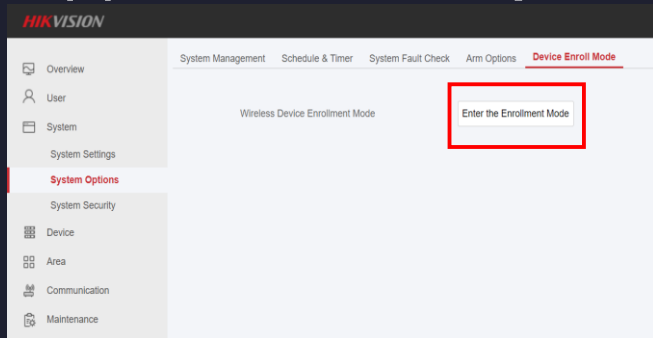 HIKVISION
System Management Schedule & Timer System Fault Check Arm Options Device Enroll Mode
Overview
User
Wireless Device Enrollment Mode Enter the Enrollment Mode
System
System Settings
System Options
System Security
Device
Area
Communication
Maintenance